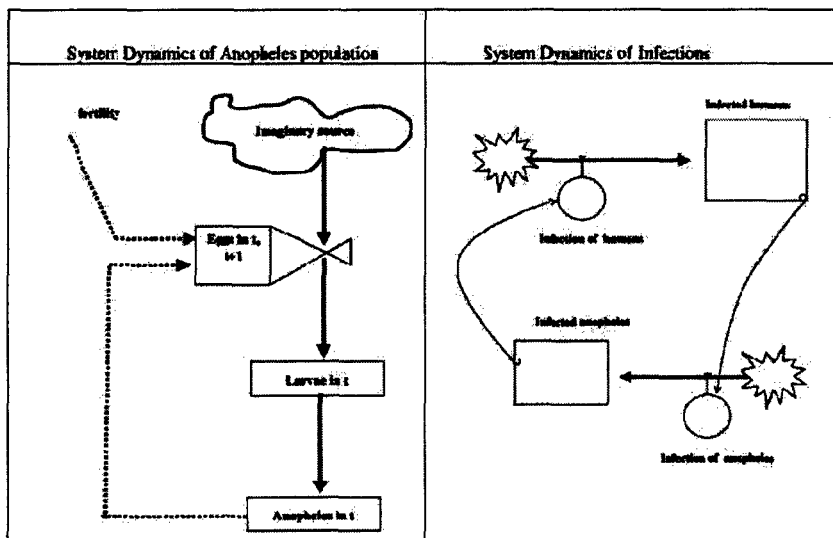 System Dynamics of Anopheles population
fertility
Imaginary source
Eggs in t,
t+1
Larvae in t
Anopheles in t
System Dynamics of Infections
Infected humans
Infection of humans
Infected anopheles
Infection of anopheles